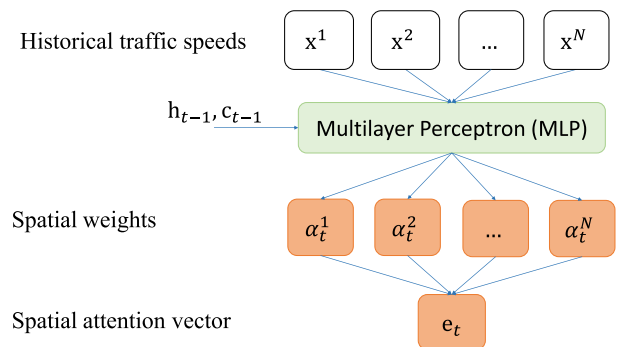 Historical traffic speeds x¹ x² ... xᴺ
hₜ₋₁, cₜ₋₁
Multilayer Perceptron (MLP)
Spatial weights αₜ¹ αₜ² ... αₜᴺ
Spatial attention vector eₜ